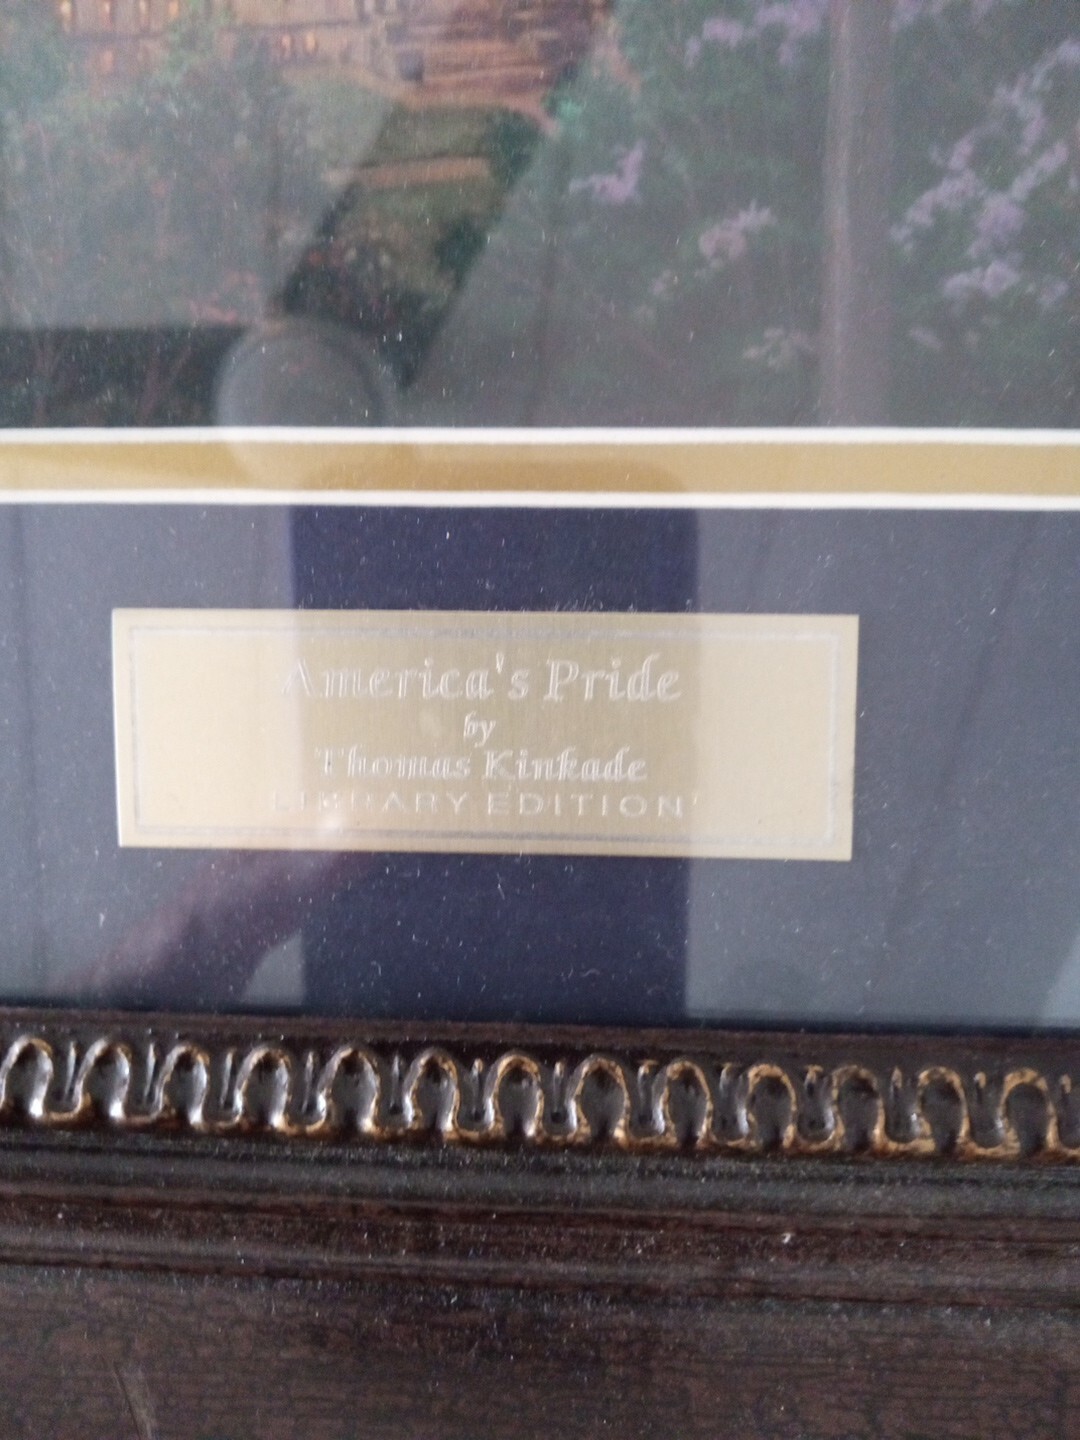 America's Pride
by
Thomas Kinkade
LIBRARY EDITION